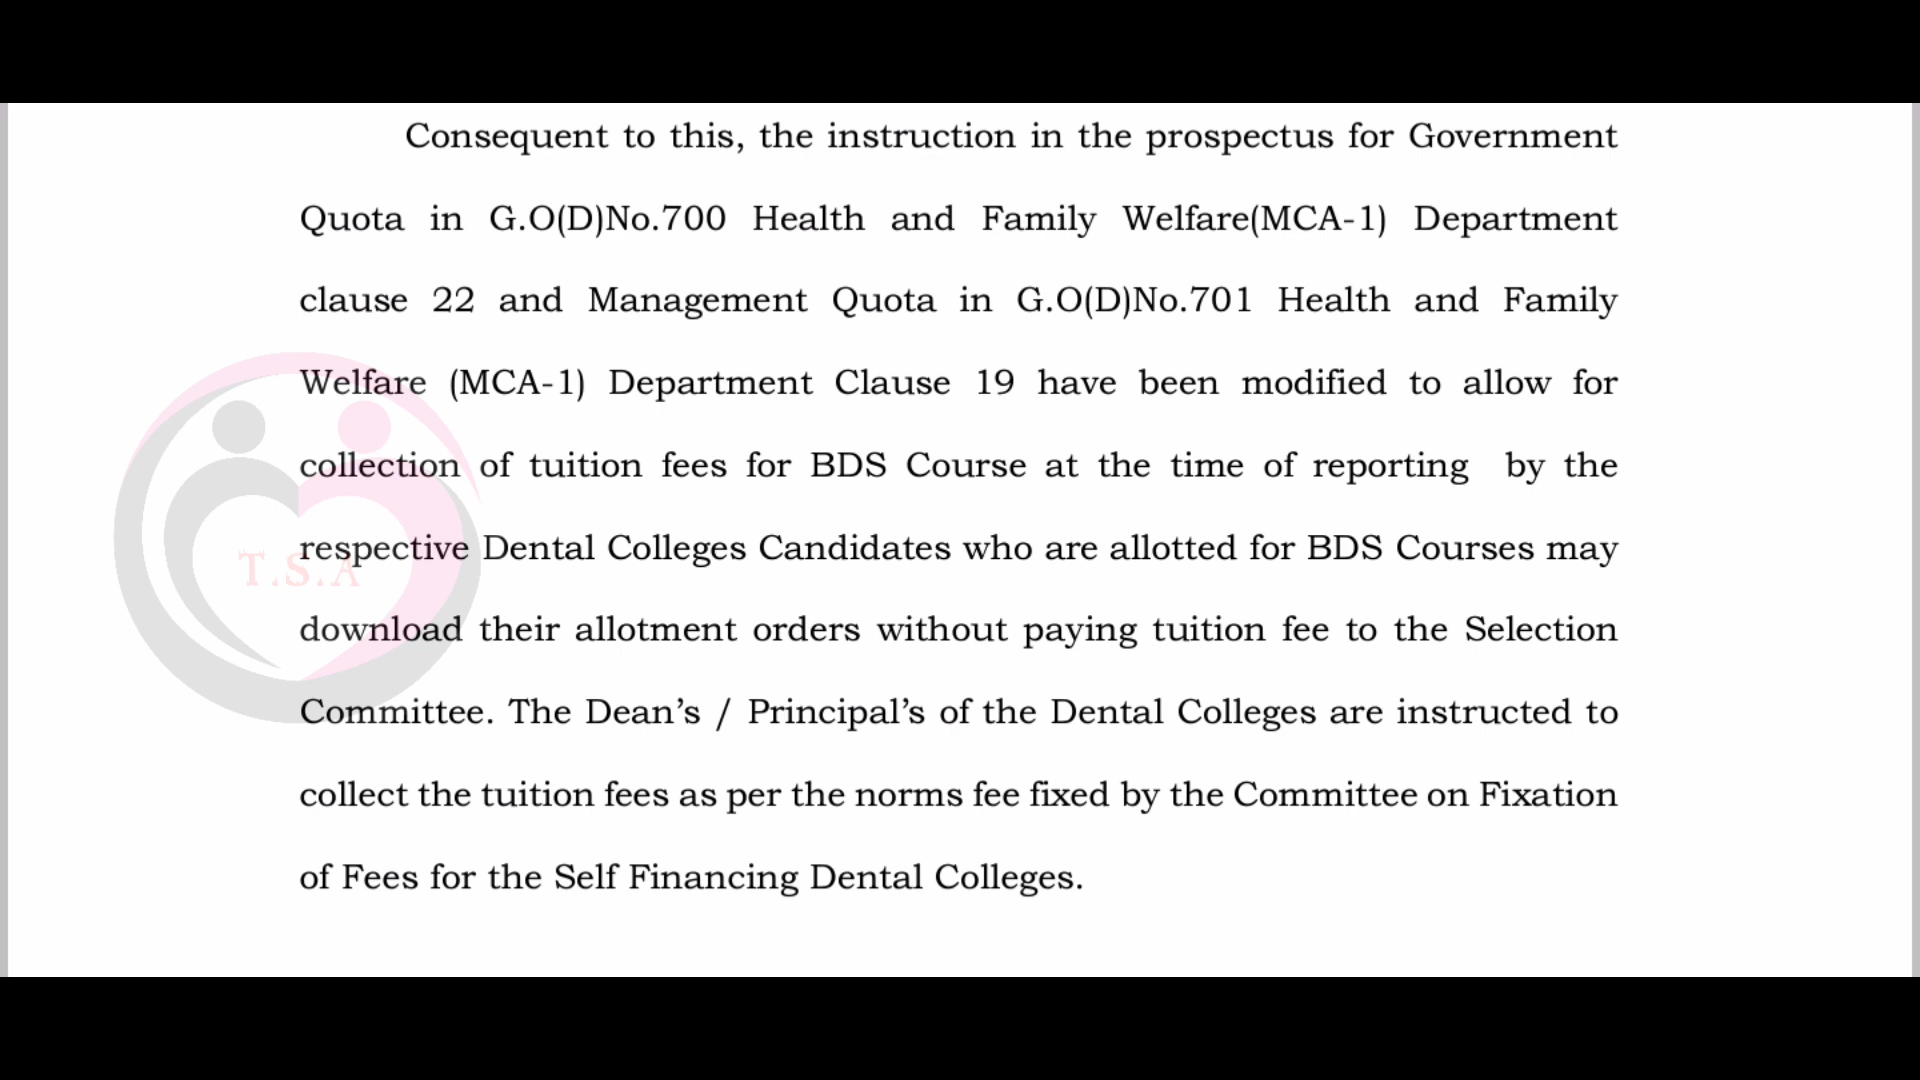 Consequent to this, the instruction in the prospectus for Government
Quota in G.O(D)No.700 Health and Family Welfare(MCA-1) Department
clause 22 and Management Quota in G.O(D)No.701 Health and Family
Welfare (MCA-1) Department Clause 19 have been modified to allow for
collection of tuition fees for BDS Course at the time of reporting by the
respective Dental Colleges Candidates who are allotted for BDS Courses may
T.S.A
download their allotment orders without paying tuition fee to the Selection
Committee. The Dean’s / Principal’s of the Dental Colleges are instructed to
collect the tuition fees as per the norms fee fixed by the Committee on Fixation
of Fees for the Self Financing Dental Colleges.